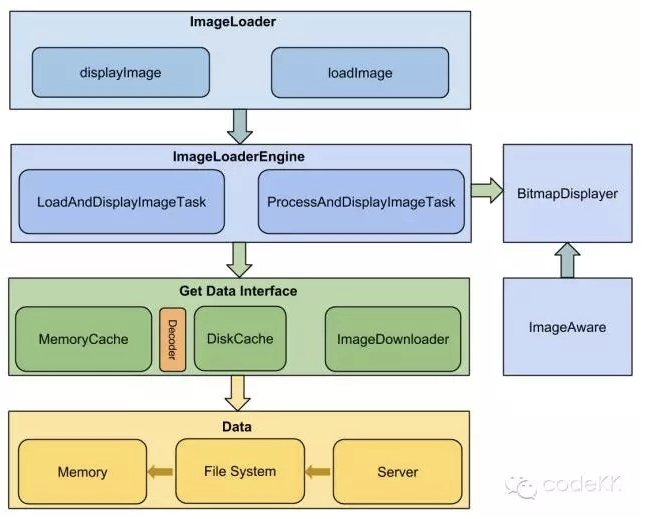 ImageLoader
displayImage
loadImage
ImageLoaderEngine
LoadAndDisplayImageTask
ProcessAndDisplayImageTask
BitmapDisplayer
Get Data Interface
MemoryCache
Decoder
DiskCache
ImageDownloader
ImageAware
Data
Memory
File System
Server
codeKK